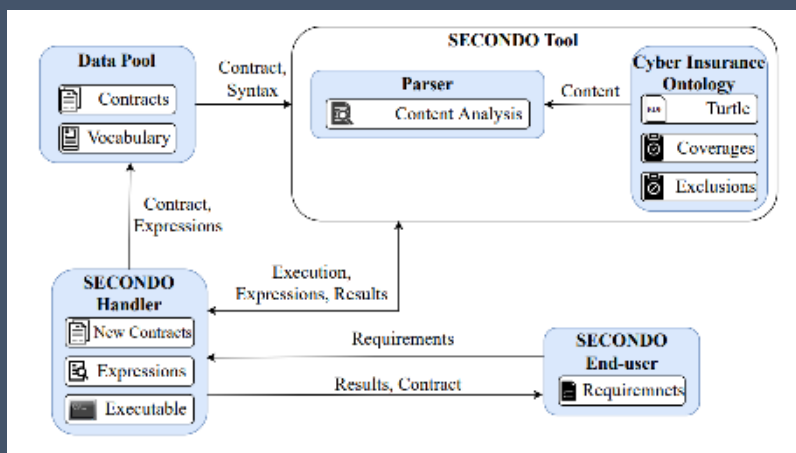 SECONDO Tool
Data Pool
Contracts
Vocabulary
Contract,
Syntax
Parser
Content Analysis
Content
Cyber Insurance
Ontology
Turtle
Coverages
Exclusions
Contract,
Expressions
SECONDO
Handler
New Contracts
Expressions
Executable
Execution,
Expressions, Results
Requirements
Results, Contract
SECONDO
End-user
Requiremnets